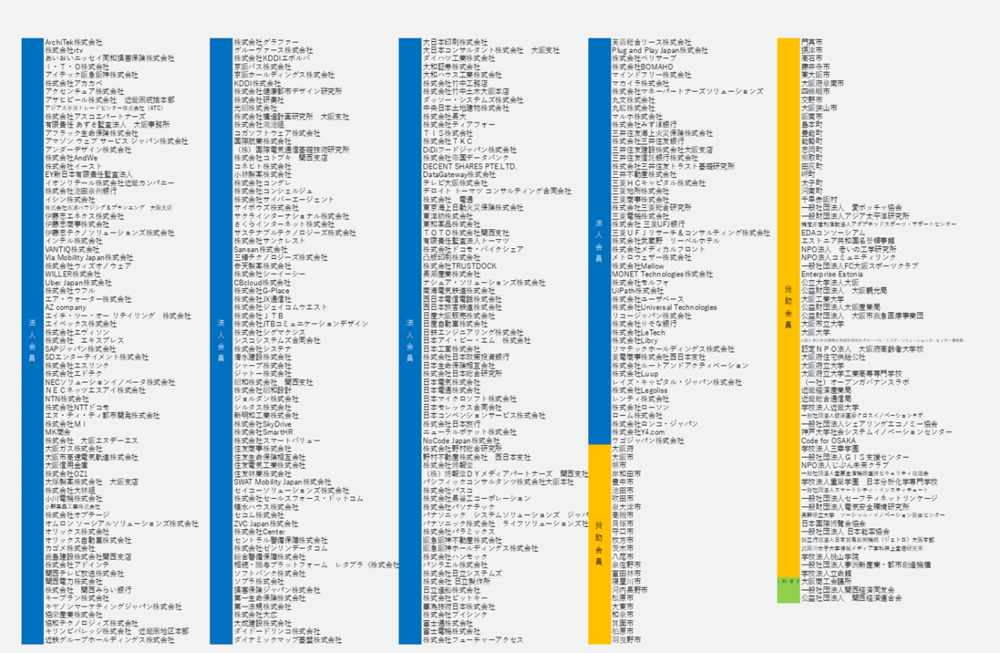 法人会員
ArchiTek株式会社
株式会社rtv
あいおいニッセイ同和損害保険株式会社
Ｉ・Ｔ・Ｏ株式会社
アイテック阪急阪神株式会社
株式会社アカカベ
アクセンチュア株式会社
アサヒビール株式会社　近畿圏統括本部
アジア太平洋トレードセンター株式会社（ATC）
株式会社アスコエパートナーズ
有限責任 あずさ監査法人　大阪事務所
アフラック生命保険株式会社
アマゾン ウェブ サービス ジャパン株式会社
アンダーデザイン株式会社
株式会社AndWe
株式会社イースト
EY新日本有限責任監査法人
イオンリテール株式会社近畿カンパニー
株式会社池田泉州銀行
イシン株式会社
株式会社市浦ハウジング＆プランニング　大阪支店
伊藤忠エネクス株式会社
伊藤忠商事株式会社
伊藤忠テクノソリューションズ株式会社
インテル株式会社
VANTIQ株式会社
Via Mobility Japan株式会社
株式会社ウィズオノウェア
WILLER株式会社
Uber Japan株式会社
株式会社ウフル
エア・ウォーター株式会社
AZ company
エイチ・ツー・オー リテイリング　株式会社
エイベックス株式会社
株式会社エヴィソン
株式会社　エキスプレス
SAPジャパン株式会社
SDエンターテイメント株式会社
株式会社エスリンク
株式会社エドテク
NECソリューションイノベータ株式会社
ＮＥＣネッツエスアイ株式会社
NTN株式会社
株式会社NTTドコモ
エヌ・ティ・ティ都市開発株式会社
株式会社ＭＩ
MK商会
株式会社　大阪エヌデーエス
大阪ガス株式会社
大阪市高速電気軌道株式会社
大阪信用金庫
株式会社OZ1
大塚製薬株式会社　大阪支店
株式会社大林組
小川電機株式会社
小野薬品工業株式会社
株式会社オプテージ
オムロン ソーシアルソリューションズ株式会社
オリックス株式会社
オリックス自動車株式会社
カゴメ株式会社
鹿島建設株式会社関西支店
株式会社アドインテ
関西テレビ放送株式会社
関西電力株式会社
株式会社　関西みらい銀行
キープラン株式会社
キヤノンマーケティングジャパン株式会社
協栄産業株式会社
協和テクノロジィズ株式会社
キリンビバレッジ株式会社　近畿圏地区本部
近鉄グループホールディングス株式会社
法人会員
株式会社グラファー
グルーヴァース株式会社
株式会社KDDIエボルバ
京阪バス株式会社
京阪ホールディングス株式会社
KDDI株式会社
株式会社健康都市デザイン研究所
株式会社研美社
光昭株式会社
株式会社構造計画研究所　大阪支社
株式会社鴻池組
コガソフトウェア株式会社
国際航業株式会社
（株）国際電気通信基礎技術研究所
株式会社コトブキ　関西支店
コネヒト株式会社
小林製薬株式会社
株式会社コングレ
株式会社コンシェルジュ
株式会社サイバーエージェント
サイボウズ株式会社
サクラインターナショナル株式会社
さくらインターネット株式会社
サステナブルテクノロジーズ株式会社
株式会社サンクレスト
Sansan株式会社
三精テクノロジーズ株式会社
参天製薬株式会社
株式会社シーイーシー
CBcloud株式会社
株式会社G-Place
株式会社JX通信社
株式会社ジェイコムウエスト
株式会社ＪＴＢ
株式会社JTBコミュニケーションデザイン
株式会社シグマクシス
シスコシステムズ合同会社
株式会社システナ
清水建設株式会社
シャープ株式会社
ジャトー株式会社
昭和株式会社　関西支社
株式会社昭和設計
ジョルダン株式会社
シルタス株式会社
新明和工業株式会社
株式会社SkyDrive
株式会社SmartHR
株式会社スマートバリュー
住友商事株式会社
住友生命保険相互会社
住友電気工業株式会社
住友林業株式会社
SWAT Mobility Japan株式会社
セイコーソリューションズ株式会社
株式会社セールスフォース・ドットコム
積水ハウス株式会社
セコム株式会社
ZVC Japan株式会社
株式会社Center
セントラル警備保障株式会社
株式会社ゼンリンデータコム
綜合警備保障株式会社
相続・贈与プラットフォーム　レタプラ（株式会社
ソフトバンク株式会社
ソプラ株式会社
損害保険ジャパン株式会社
第一生命保険株式会社
第一法規株式会社
株式会社大広
大成建設株式会社
ダイドードリンコ株式会社
ダイナミックマップ基盤株式会社
法人会員
大日本印刷株式会社
大日本コンサルタント株式会社　大阪支社
ダイハツ工業株式会社
大和証券株式会社
大和ハウス工業株式会社
株式会社竹中工務店
株式会社竹中土木大阪本店
ダッソー・システムズ株式会社
中央日本土地建物株式会社
株式会社長大
株式会社ティアフォー
ＴＩＳ株式会社
株式会社ＴＫＣ
DiDiフードジャパン株式会社
株式会社帝国データバンク
DECENT SHARES PTE.LTD.
DataGateway株式会社
テレビ大阪株式会社
デロイト トーマツ コンサルティング合同会社
株式会社　電通
東京海上日動火災保険株式会社
東洋紡株式会社
東和薬品株式会社
ＴＯＴＯ株式会社関西支社
有限責任監査法人トーマツ
株式会社ドコモ・バイクシェア
凸版印刷株式会社
株式会社TRUSTDOCK
長瀬産業株式会社
ナシュア・ソリューションズ株式会社
南海電気鉄道株式会社
西日本電信電話株式会社
西日本旅客鉄道株式会社
日産大阪販売株式会社
日産自動車株式会社
日鉄エンジニアリング株式会社
日本アイ・ビー・エム　株式会社
日本工営株式会社
株式会社日本政策投資銀行
日本生命保険相互会社
株式会社日本総合研究所
日本電気株式会社
日本電通株式会社
日本マイクロソフト株式会社
日本モレックス合同会社
日本コンベンションサービス株式会社
株式会社日本旅行
ニューラルポケット株式会社
NoCode Japan株式会社
株式会社野村総合研究所
野村不動産株式会社　西日本支社
株式会社博報堂
（株）博報堂ＤＹメディアパートナーズ　関西支社
パシフィックコンサルタンツ株式会社大阪本社
株式会社パスコ
株式会社長谷工コーポレーション
株式会社パソナテック
パナソニック　システムソリューションズ　ジャパ
パナソニック株式会社　ライフソリューションズ社
株式会社パラミックス
阪急阪神不動産株式会社
阪急阪神ホールディングス株式会社
株式会社ハンモック
パンラエル株式会社
株式会社日立システムズ
株式会社 日立製作所
日立造船株式会社
株式会社ビットキー
華為技術日本株式会社
株式会社ブイシンク
富士通株式会社
富士電機株式会社
株式会社フューチャーアクセス
法人会員
芙蓉総合リース株式会社
Plug and Play Japan株式会社
株式会社ベリサーブ
株式会社BOMAHO
マインドフリー株式会社
マカイラ株式会社
株式会社マネーパートナーズソリューションズ
丸文株式会社
丸紅株式会社
マルホ株式会社
株式会社みずほ銀行
三井住友海上火災保険株式会社
株式会社三井住友銀行
三井住友建設株式会社大阪支店
三井住友信託銀行株式会社
株式会社三井住友トラスト基礎研究所
三井不動産株式会社
三菱ＨＣキャピタル株式会社
三菱地所株式会社
三菱商事株式会社
株式会社三菱総合研究所
三菱電機株式会社
株式会社 三菱UFJ銀行
三菱ＵＦＪリサーチ＆コンサルティング株式会社
株式会社武蔵野　リーベルホテル
株式会社メディカルフロント
メトロウェザー株式会社
株式会社Mellow
MONET Technologies株式会社
株式会社モルフォ
UiPath株式会社
株式会社ユーザベース
株式会社Universal Technologies
リコージャパン株式会社
株式会社りそな銀行
株式会社LeTech
株式会社Libry
リマテックホールディングス株式会社
菱電商事株式会社西日本支社
株式会社ルートアンドアクティベーション
株式会社Luup
レイズ・キャピタル・ジャパン株式会社
株式会社Legoliss
レンティ株式会社
株式会社ローソン
ローム株式会社
株式会社ロンコ・ジャパン
株式会社Y4.com
ワゴジャパン株式会社
賛助会員
大阪府
大阪市
堺市
岸和田市
豊中市
池田市
吹田市
泉大津市
高槻市
貝塚市
守口市
枚方市
茨木市
八尾市
泉佐野市
富田林市
寝屋川市
河内長野市
松原市
大東市
和泉市
箕面市
柏原市
羽曳野市
賛助会員
門真市
摂津市
高石市
藤井寺市
東大阪市
大阪府泉南市
四條畷市
交野市
大阪狭山市
阪南市
島本町
豊能町
能勢町
忠岡町
熊取町
田尻町
岬町
太子町
河南町
千早赤阪村
一般社団法人　愛ボッチャ協会
一般財団法人アジア太平洋研究所
特定非営利活動法人アダプテッドスポーツ・サポートセンター
EDAコンソーシアム
エストニア共和国名誉領事館
NPO法人　老いの工学研究所
NPO法人コミュニティリンク
一般社団法人FC大阪スポーツクラブ
Enterprise Estonia
公立大学法人大阪
公益財団法人　大阪観光局
大阪工業大学
公益財団法人大阪産業局
公益財団法人　大阪市救急医療事業団
大阪市立大学
大阪大学
認定ＮＰＯ法人　大阪府高齢者大学校
大阪府住宅供給公社
大阪府立大学
大阪府立大学工業高等専門学校
（一社）オープンガバナンスラボ
近畿経済産業局
近畿総合通信局
学校法人近畿大学
一般社団法人健康医療クロスイノベーションラボ
一般社団法人シェアリングエコノミー協会
神戸大学社会システムイノベーションセンター
Code for OSAKA
学校法人三幸学園
一般社団法人ＧＩＳ支援センター
NPO法人じぶん未来クラブ
学校法人重里学園　日本分析化学専門学校
一般社団法人スマートシティ・インスティテュート
一般社団法人セーフティネットリンケージ
一般財団法人電気安全環境研究所
長野県立大学　ソーシャル・イノベーション創出センター
日本国際博覧会協会
一般社団法人 日本能率協会
独立行政法人日本貿易振興機構（ジェトロ）大阪本部
武庫川女子大学情報メディア学科井上重信研究室
学校法人桃山学院
一般社団法人夢洲新産業・都市創造機構
学校法人立命館
大阪商工会議所
一般社団法人関西経済同友会
公益社団法人　関西経済連合会